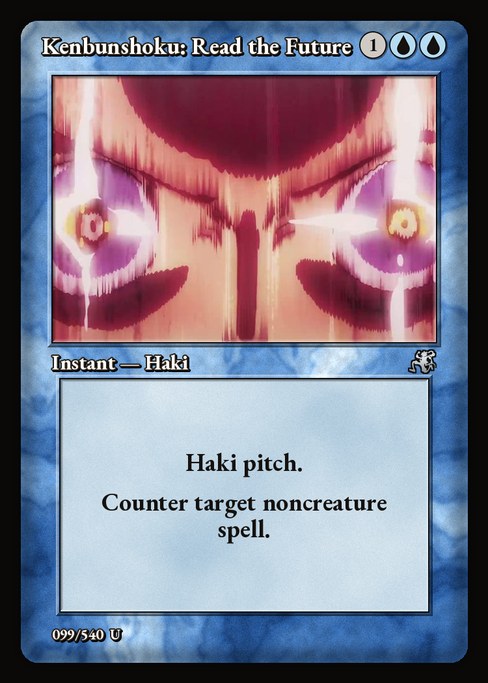 Kenbunshoku: Read the Future 1
Instant — Haki
Haki pitch.
Counter target noncreature
spell.
099/540 U